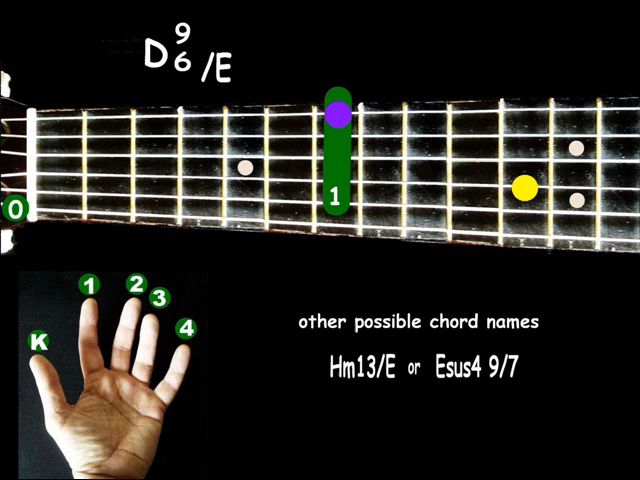 D 9 6 /E
0
1
1 2 3 4
K
other possible chord names
Hm13/E or Esus4 9/7